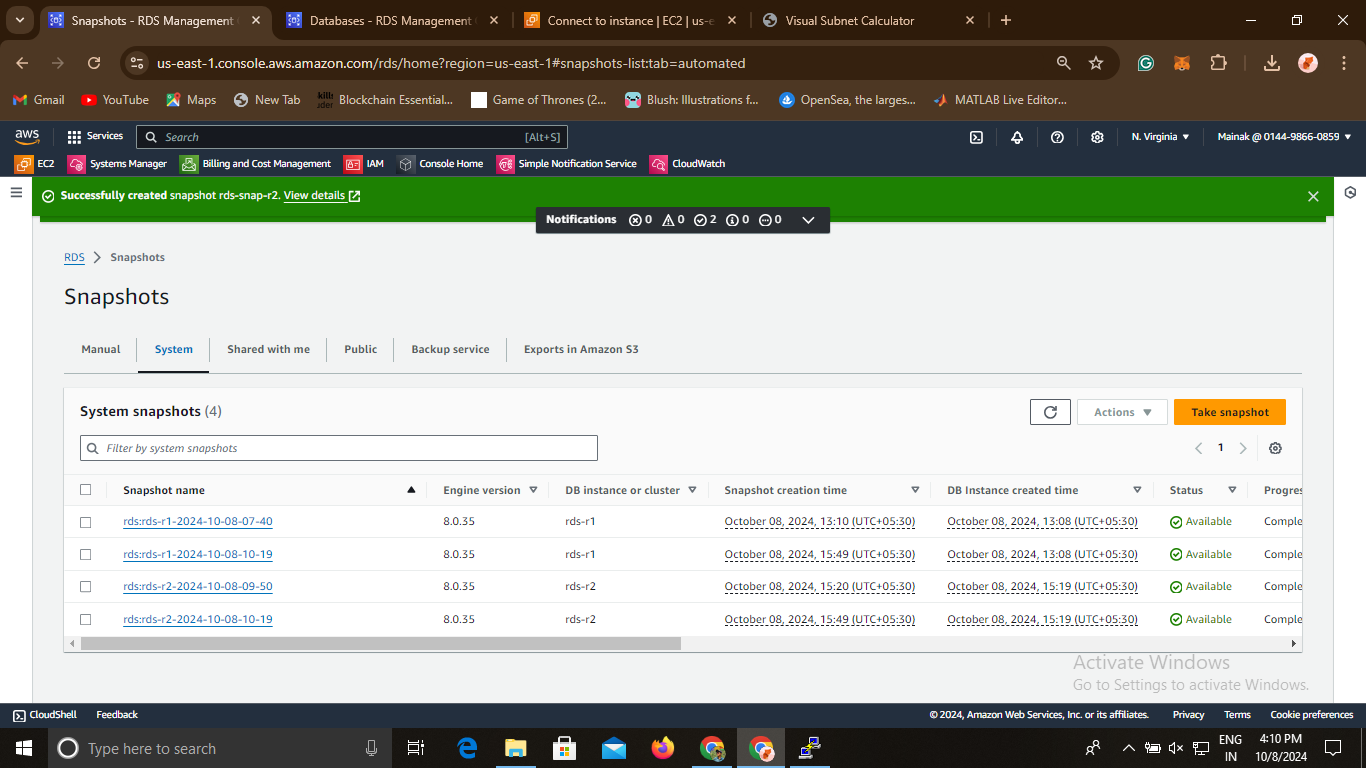 Snapshots - RDS Management
Databases - RDS Management
Connect to instance | EC2 | us-e
Visual Subnet Calculator
us-east-1.console.aws.amazon.com/rds/home?region=us-east-1#snapshots-list:tab=automated
Gmail
YouTube
Maps
New Tab
Blockchain Essential...
Game of Thrones (2...
Blush: Illustrations f...
OpenSea, the larges...
MATLAB Live Editor...
aws
Services
Search
[Alt+S]
N. Virginia
Mainak @ 0144-9866-0859
EC2
Systems Manager
Billing and Cost Management
IAM
Console Home
Simple Notification Service
CloudWatch
Successfully created snapshot rds-snap-r2. View details
Notifications 0 0 2 0 0
RDS > Snapshots
Snapshots
Manual
System
Shared with me
Public
Backup service
Exports in Amazon S3
System snapshots (4)
Actions
Take snapshot
Filter by system snapshots
1
Snapshot name Engine version DB instance or cluster Snapshot creation time DB Instance created time Status Progres
rds:rds-r1-2024-10-08-07-40 8.0.35 rds-r1 October 08, 2024, 13:10 (UTC+05:30) October 08, 2024, 13:08 (UTC+05:30) Available Comple
rds:rds-r1-2024-10-08-10-19 8.0.35 rds-r1 October 08, 2024, 15:49 (UTC+05:30) October 08, 2024, 13:08 (UTC+05:30) Available Comple
rds:rds-r2-2024-10-08-09-50 8.0.35 rds-r2 October 08, 2024, 15:20 (UTC+05:30) October 08, 2024, 15:19 (UTC+05:30) Available Comple
rds:rds-r2-2024-10-08-10-19 8.0.35 rds-r2 October 08, 2024, 15:49 (UTC+05:30) October 08, 2024, 15:19 (UTC+05:30) Available Comple
Activate Windows
Go to Settings to activate Windows.
CloudShell
Feedback
© 2024, Amazon Web Services, Inc. or its affiliates.
Privacy
Terms
Cookie preferences
Type here to search
ENG
IN
4:10 PM
10/8/2024